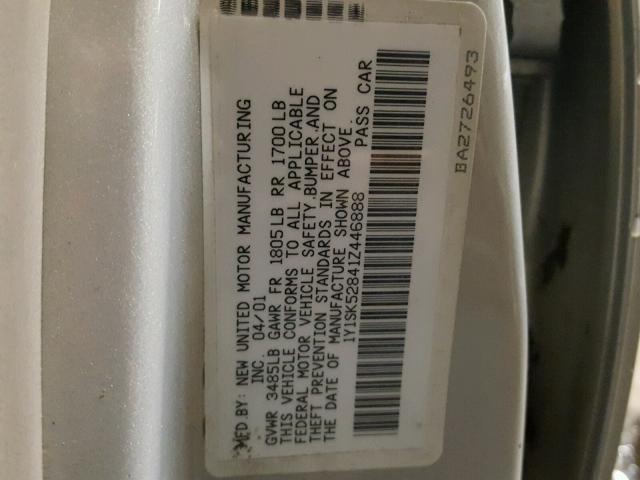 MFD.BY: NEW UNITED MOTOR MANUFACTURING
INC. 04/01
GVWR 3485LB GAWR FR 1805LB RR 1700LB
THIS VEHICLE CONFORMS TO ALL APPLICABLE
FEDERAL MOTOR VEHICLE SAFETY,BUMPER,AND
THEFT PREVENTION STANDARDS IN EFFECT ON
THE DATE OF MANUFACTURE SHOWN ABOVE.
1Y1SK52841Z446888 PASS CAR
BA2726493